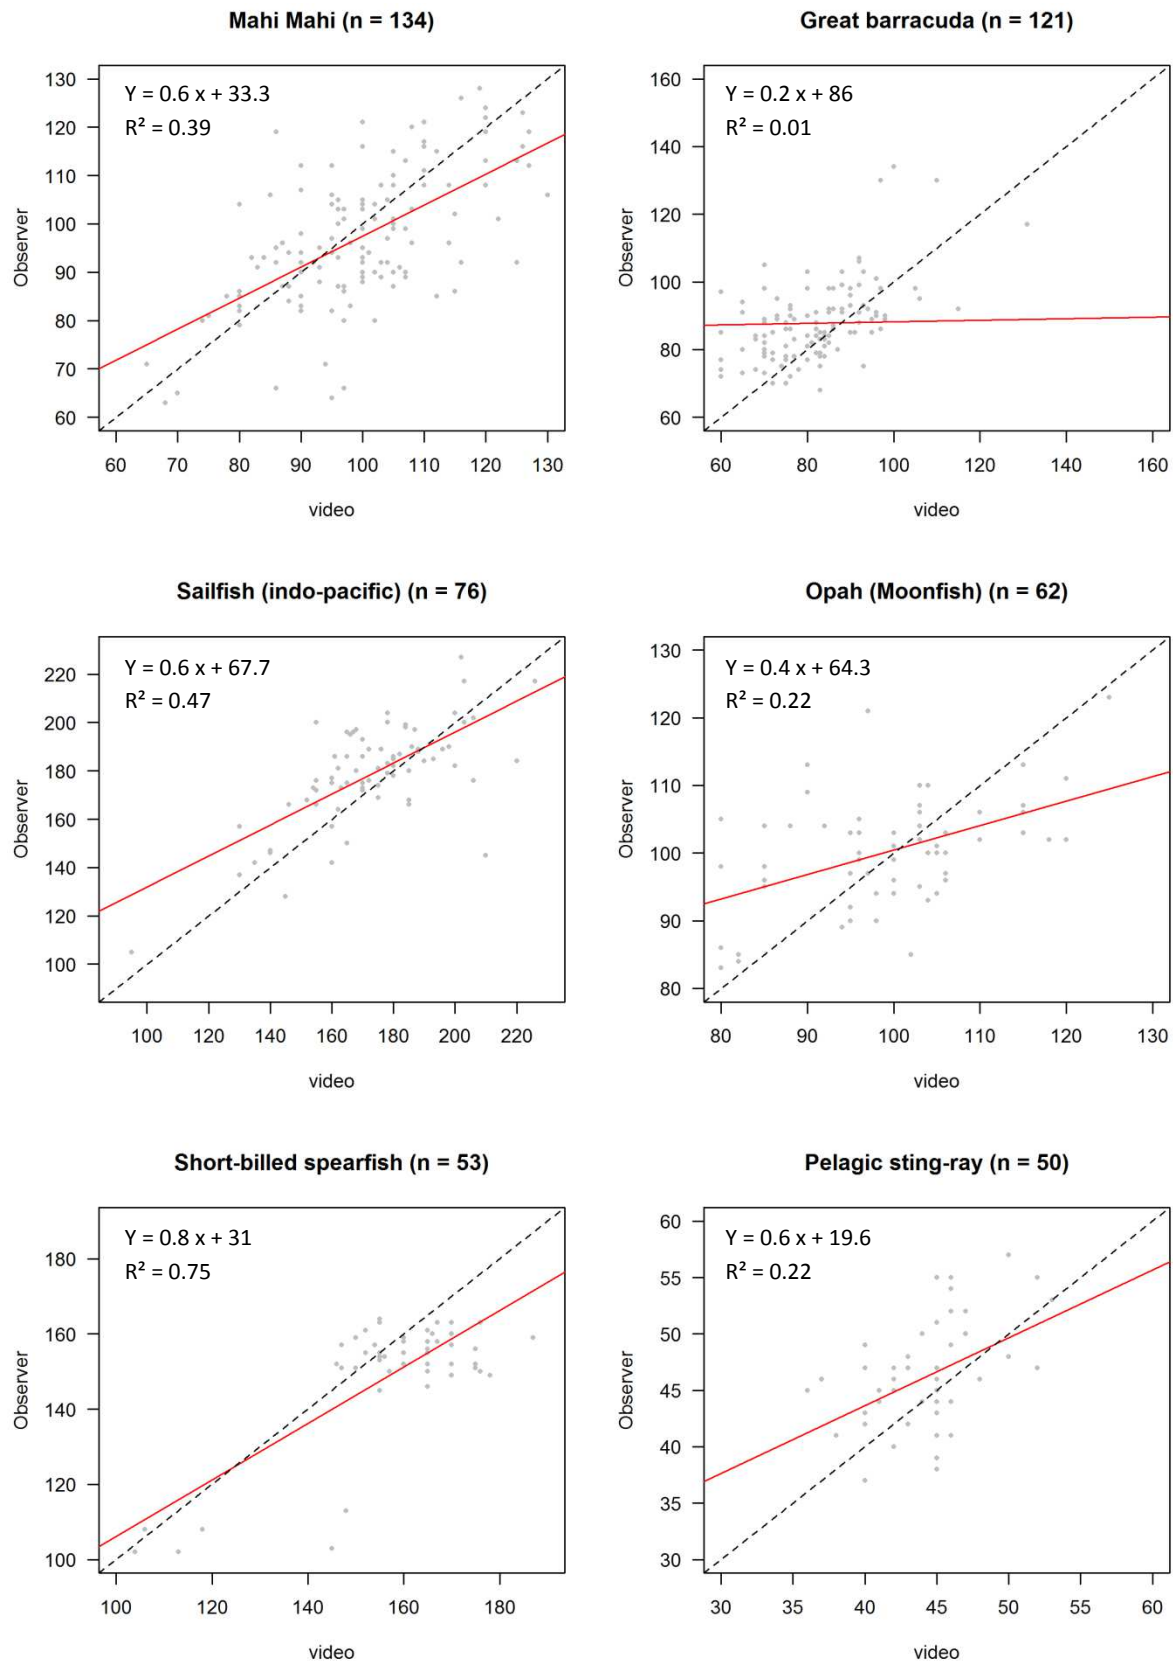 Mahi Mahi (n = 134)
Y = 0.6 x + 33.3
R² = 0.39
130
120
110
100
90
80
70
60
Observer
60 70 80 90 100 110 120 130
video
Great barracuda (n = 121)
Y = 0.2 x + 86
R² = 0.01
160
140
120
100
80
60
Observer
60 80 100 120 140 160
video
Sailfish (indo-pacific) (n = 76)
Y = 0.6 x + 67.7
R² = 0.47
220
200
180
160
140
120
100
Observer
100 120 140 160 180 200 220
video
Opah (Moonfish) (n = 62)
Y = 0.4 x + 64.3
R² = 0.22
130
120
110
100
90
80
Observer
80 90 100 110 120 130
video
Short-billed spearfish (n = 53)
Y = 0.8 x + 31
R² = 0.75
180
160
140
120
100
Observer
100 120 140 160 180
video
Pelagic sting-ray (n = 50)
Y = 0.6 x + 19.6
R² = 0.22
60
55
50
45
40
35
30
Observer
30 35 40 45 50 55 60
video